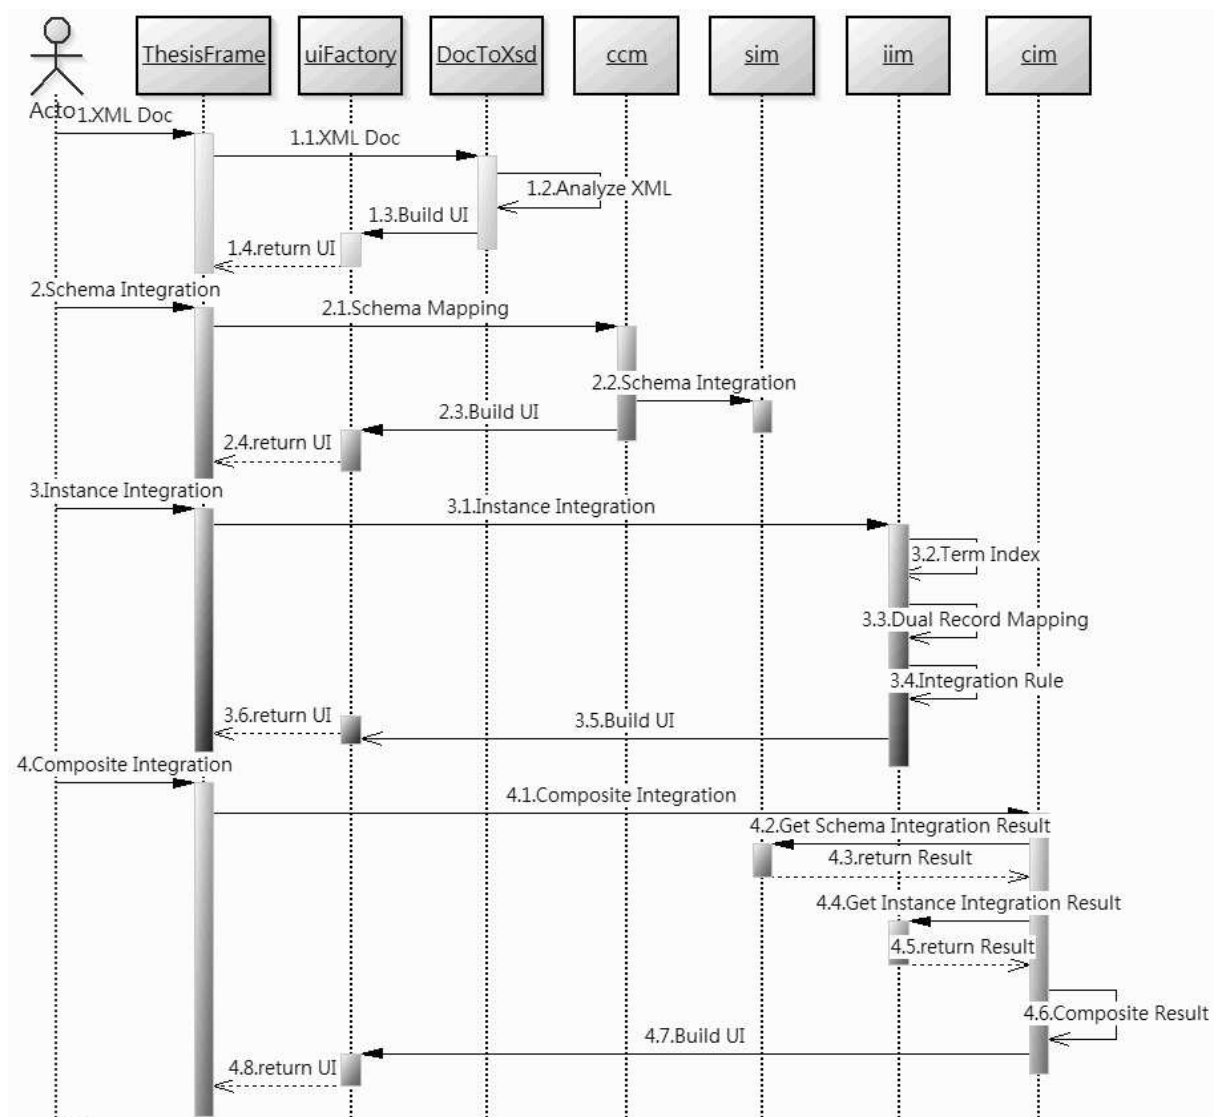 ThesisFrame
uiFactory
DocToXsd
ccm
sim
iim
cim
Acto
1.XML Doc
1.1.XML Doc
1.2.Analyze XML
1.3.Build UI
1.4.return UI
2.Schema Integration
2.1.Schema Mapping
2.2.Schema Integration
2.3.Build UI
2.4.return UI
3.Instance Integration
3.1.Instance Integration
3.2.Term Index
3.3.Dual Record Mapping
3.4.Integration Rule
3.5.Build UI
3.6.return UI
4.Composite Integration
4.1.Composite Integration
4.2.Get Schema Integration Result
4.3.return Result
4.4.Get Instance Integration Result
4.5.return Result
4.6.Composite Result
4.7.Build UI
4.8.return UI